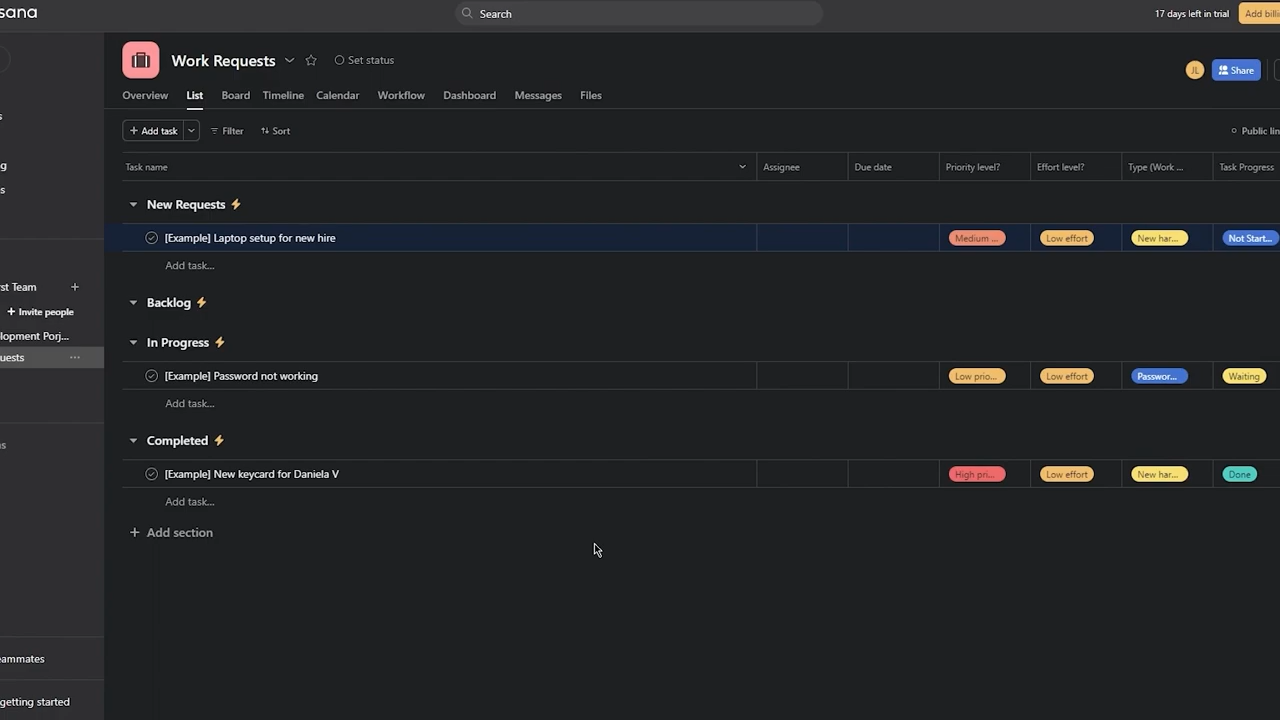 sana
Search
17 days left in trial
Add billi
Work Requests
Set status
JL
Share
Overview
List
Board
Timeline
Calendar
Workflow
Dashboard
Messages
Files
+ Add task
Filter
Sort
Public lin
Task name
Assignee
Due date
Priority level?
Effort level?
Type (Work ...
Task Progress
New Requests
[Example] Laptop setup for new hire
Medium ...
Low effort
New har...
Not Start...
Add task...
Backlog
In Progress
[Example] Password not working
Low prio...
Low effort
Passwor...
Waiting
Add task...
Completed
[Example] New keycard for Daniela V
High pri...
Low effort
New har...
Done
Add task...
+ Add section
s
g
s
rst Team +
+ Invite people
lopment Porj...
uests ...
s
eammates
getting started